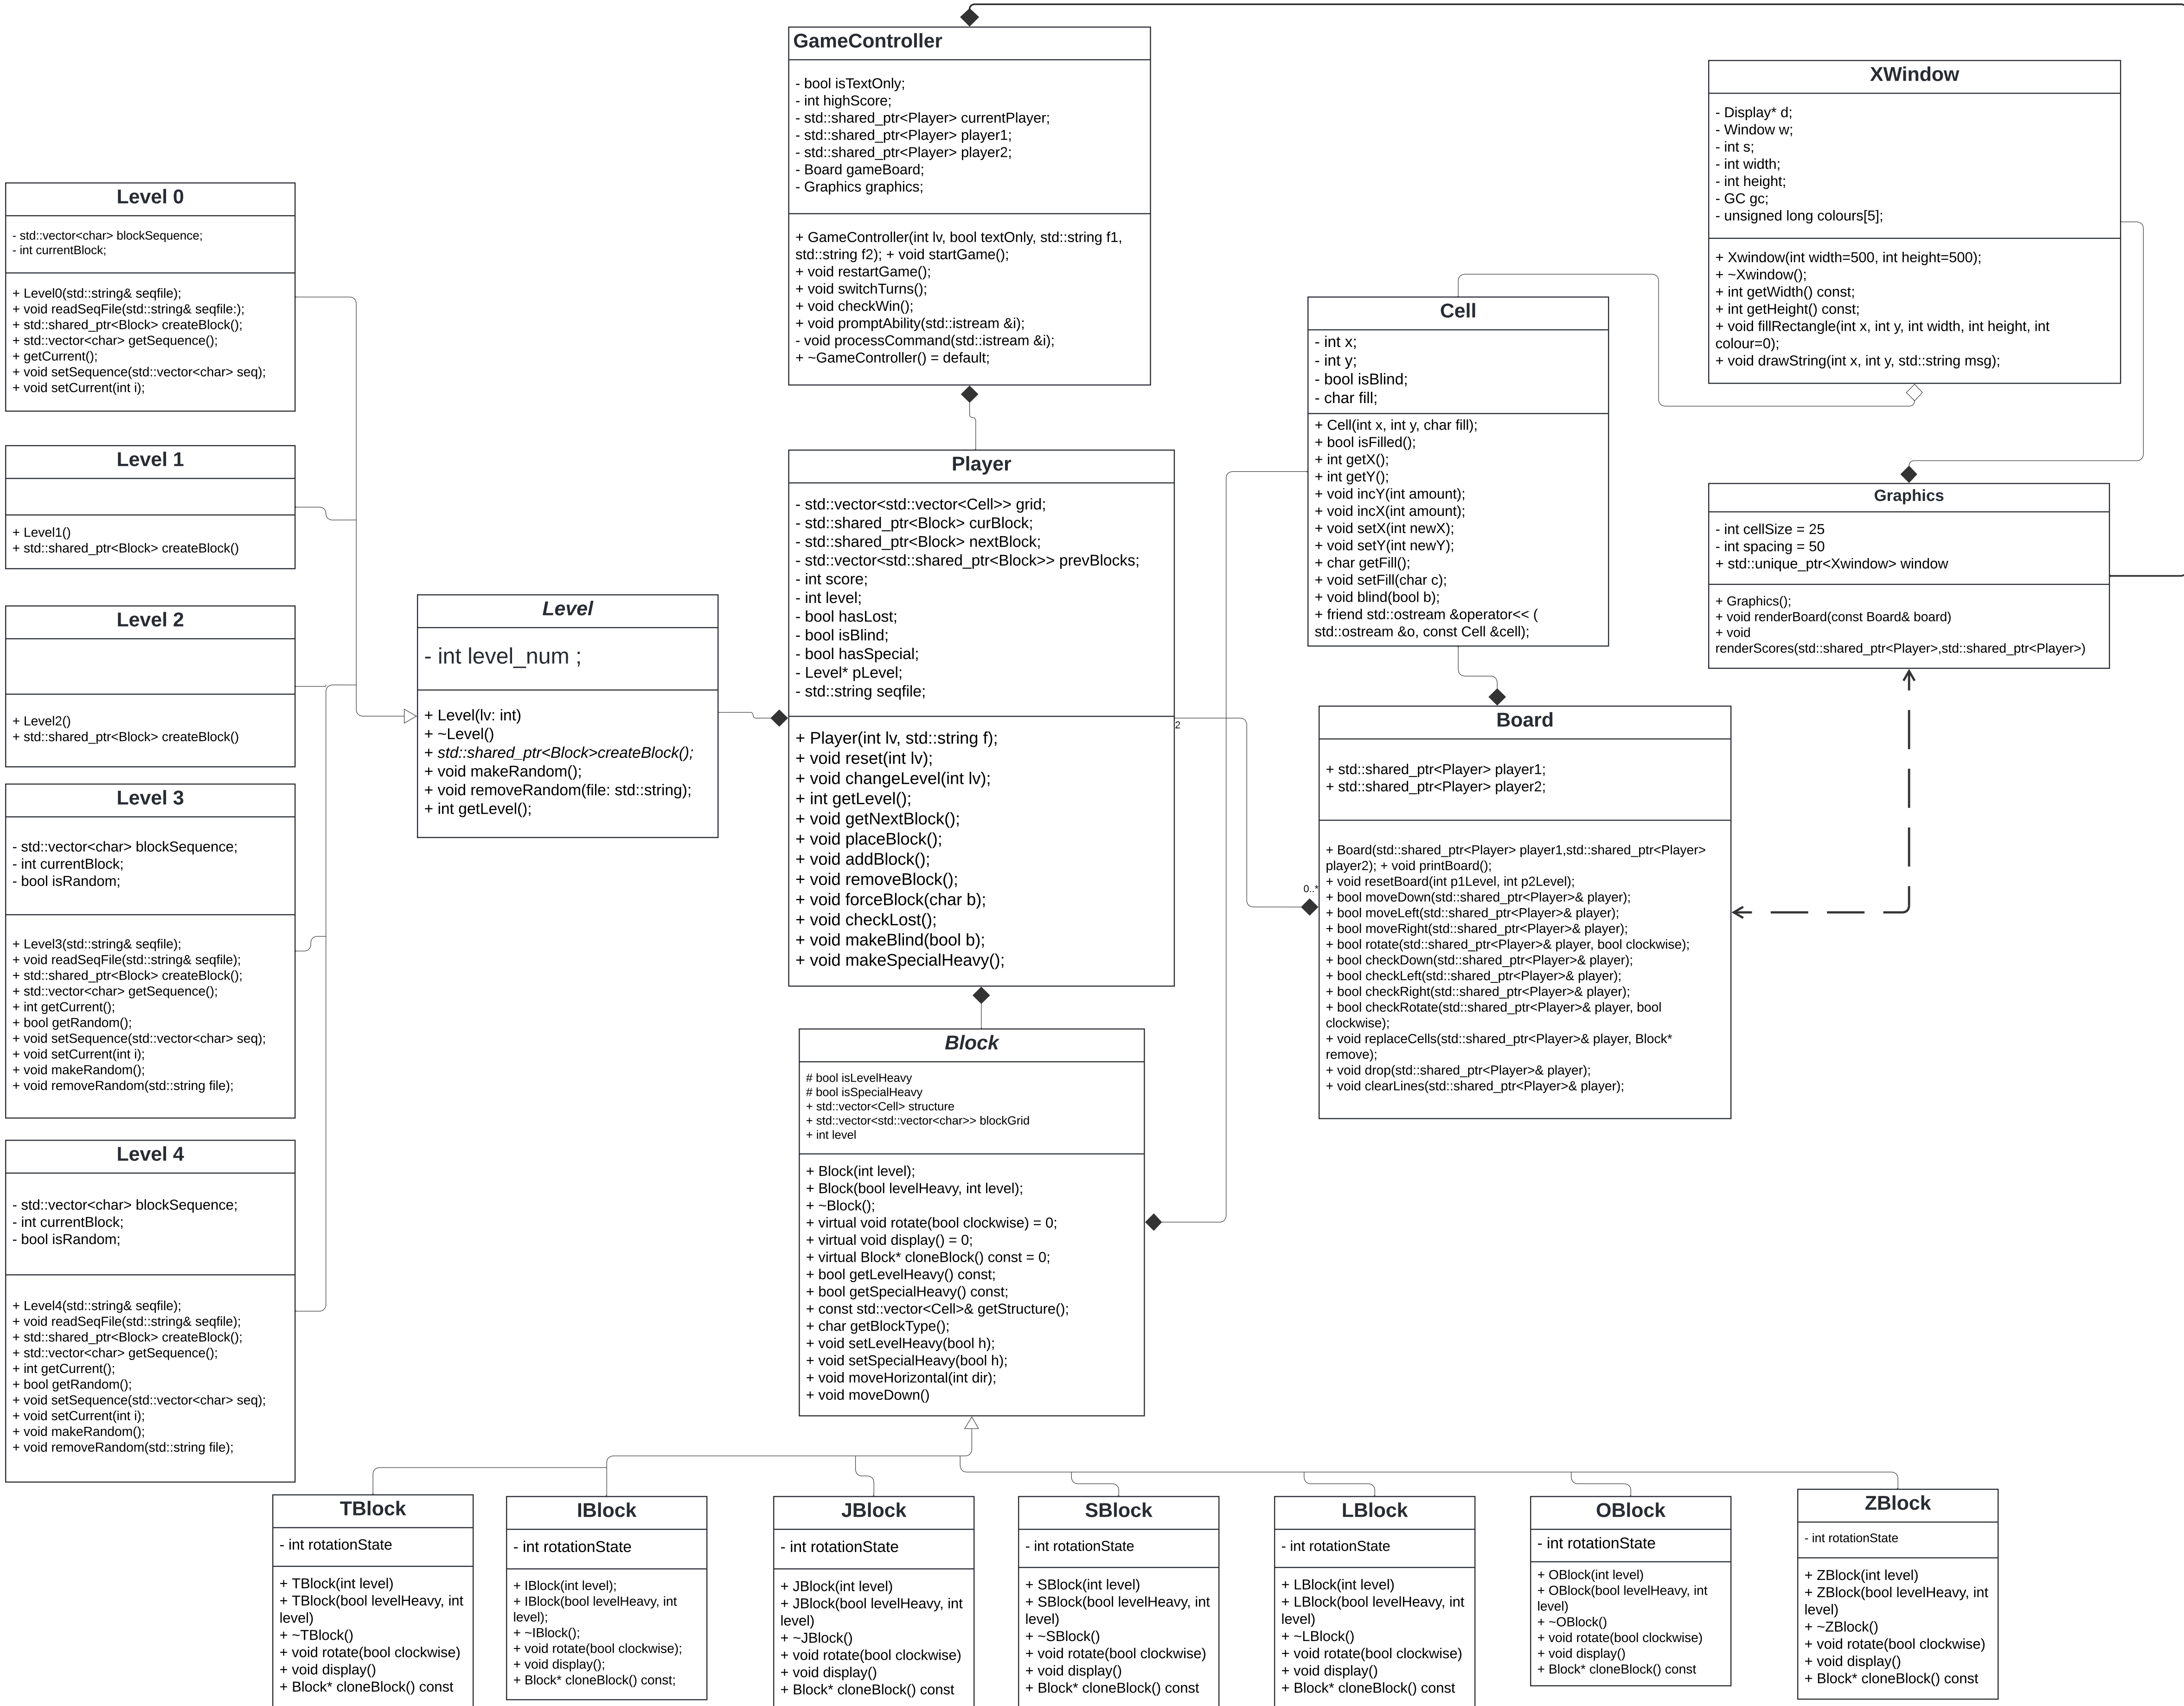 GameController
- bool isTextOnly;
- int highScore;
- std::shared_ptr<Player> currentPlayer;
- std::shared_ptr<Player> player1;
- std::shared_ptr<Player> player2;
- Board gameBoard;
- Graphics graphics;
+ GameController(int lv, bool textOnly, std::string f1,
std::string f2); + void startGame();
+ void restartGame();
+ void switchTurns();
+ void checkWin();
+ void promptAbility(std::istream &i);
- void processCommand(std::istream &i);
+ ~GameController() = default;
XWindow
- Display* d;
- Window w;
- int s;
- int width;
- int height;
- GC gc;
- unsigned long colours[5];
+ Xwindow(int width=500, int height=500);
+ ~Xwindow();
+ int getWidth() const;
+ int getHeight() const;
+ void fillRectangle(int x, int y, int width, int height, int
colour=0);
+ void drawString(int x, int y, std::string msg);
Level 0
- std::vector<char> blockSequence;
- int currentBlock;
+ Level0(std::string& seqfile);
+ void readSeqFile(std::string& seqfile:);
+ std::shared_ptr<Block> createBlock();
+ std::vector<char> getSequence();
+ getCurrent();
+ void setSequence(std::vector<char> seq);
+ void setCurrent(int i);
Level 1
+ Level1()
+ std::shared_ptr<Block> createBlock()
Level 2
+ Level2()
+ std::shared_ptr<Block> createBlock()
Level 3
- std::vector<char> blockSequence;
- int currentBlock;
- bool isRandom;
+ Level3(std::string& seqfile);
+ void readSeqFile(std::string& seqfile);
+ std::shared_ptr<Block> createBlock();
+ std::vector<char> getSequence();
+ int getCurrent();
+ bool getRandom();
+ void setSequence(std::vector<char> seq);
+ void setCurrent(int i);
+ void makeRandom();
+ void removeRandom(std::string file);
Level 4
- std::vector<char> blockSequence;
- int currentBlock;
- bool isRandom;
+ Level4(std::string& seqfile);
+ void readSeqFile(std::string& seqfile);
+ std::shared_ptr<Block> createBlock();
+ std::vector<char> getSequence();
+ int getCurrent();
+ bool getRandom();
+ void setSequence(std::vector<char> seq);
+ void setCurrent(int i);
+ void makeRandom();
+ void removeRandom(std::string file);
Level
- int level_num ;
+ Level(lv: int)
+ ~Level()
+ std::shared_ptr<Block>createBlock();
+ void makeRandom();
+ void removeRandom(file: std::string);
+ int getLevel();
Player
- std::vector<std::vector<Cell>> grid;
- std::shared_ptr<Block> curBlock;
- std::shared_ptr<Block> nextBlock;
- std::vector<std::shared_ptr<Block>> prevBlocks;
- int score;
- int level;
- bool hasLost;
- bool isBlind;
- bool hasSpecial;
- Level* pLevel;
- std::string seqfile;
+ Player(int lv, std::string f);
+ void reset(int lv);
+ void changeLevel(int lv);
+ int getLevel();
+ void getNextBlock();
+ void placeBlock();
+ void addBlock();
+ void removeBlock();
+ void forceBlock(char b);
+ void checkLost();
+ void makeBlind(bool b);
+ void makeSpecialHeavy();
2
0..*
Cell
- int x;
- int y;
- bool isBlind;
- char fill;
+ Cell(int x, int y, char fill);
+ bool isFilled();
+ int getX();
+ int getY();
+ void incY(int amount);
+ void incX(int amount);
+ void setX(int newX);
+ void setY(int newY);
+ char getFill();
+ void setFill(char c);
+ void blind(bool b);
+ friend std::ostream &operator<< (
std::ostream &o, const Cell &cell);
Graphics
- int cellSize = 25
- int spacing = 50
+ std::unique_ptr<Xwindow> window
+ Graphics();
+ void renderBoard(const Board& board)
+ void
renderScores(std::shared_ptr<Player>,std::shared_ptr<Player>)
Board
+ std::shared_ptr<Player> player1;
+ std::shared_ptr<Player> player2;
+ Board(std::shared_ptr<Player> player1,std::shared_ptr<Player>
player2); + void printBoard();
+ void resetBoard(int p1Level, int p2Level);
+ bool moveDown(std::shared_ptr<Player>& player);
+ bool moveLeft(std::shared_ptr<Player>& player);
+ bool moveRight(std::shared_ptr<Player>& player);
+ bool rotate(std::shared_ptr<Player>& player, bool clockwise);
+ bool checkDown(std::shared_ptr<Player>& player);
+ bool checkLeft(std::shared_ptr<Player>& player);
+ bool checkRight(std::shared_ptr<Player>& player);
+ bool checkRotate(std::shared_ptr<Player>& player, bool
clockwise);
+ void replaceCells(std::shared_ptr<Player>& player, Block*
remove);
+ void drop(std::shared_ptr<Player>& player);
+ void clearLines(std::shared_ptr<Player>& player);
Block
# bool isLevelHeavy
# bool isSpecialHeavy
+ std::vector<Cell> structure
+ std::vector<std::vector<char>> blockGrid
+ int level
+ Block(int level);
+ Block(bool levelHeavy, int level);
+ ~Block();
+ virtual void rotate(bool clockwise) = 0;
+ virtual void display() = 0;
+ virtual Block* cloneBlock() const = 0;
+ bool getLevelHeavy() const;
+ bool getSpecialHeavy() const;
+ const std::vector<Cell>& getStructure();
+ char getBlockType();
+ void setLevelHeavy(bool h);
+ void setSpecialHeavy(bool h);
+ void moveHorizontal(int dir);
+ void moveDown()
TBlock
- int rotationState
+ TBlock(int level)
+ TBlock(bool levelHeavy, int
level)
+ ~TBlock()
+ void rotate(bool clockwise)
+ void display()
+ Block* cloneBlock() const
IBlock
- int rotationState
+ IBlock(int level);
+ IBlock(bool levelHeavy, int
level);
+ ~IBlock();
+ void rotate(bool clockwise);
+ void display();
+ Block* cloneBlock() const;
JBlock
- int rotationState
+ JBlock(int level)
+ JBlock(bool levelHeavy, int
level)
+ ~JBlock()
+ void rotate(bool clockwise)
+ void display()
+ Block* cloneBlock() const
SBlock
- int rotationState
+ SBlock(int level)
+ SBlock(bool levelHeavy, int
level)
+ ~SBlock()
+ void rotate(bool clockwise)
+ void display()
+ Block* cloneBlock() const
LBlock
- int rotationState
+ LBlock(int level)
+ LBlock(bool levelHeavy, int
level)
+ ~LBlock()
+ void rotate(bool clockwise)
+ void display()
+ Block* cloneBlock() const
OBlock
- int rotationState
+ OBlock(int level)
+ OBlock(bool levelHeavy, int
level)
+ ~OBlock()
+ void rotate(bool clockwise)
+ void display()
+ Block* cloneBlock() const
ZBlock
- int rotationState
+ ZBlock(int level)
+ ZBlock(bool levelHeavy, int
level)
+ ~ZBlock()
+ void rotate(bool clockwise)
+ void display()
+ Block* cloneBlock() const